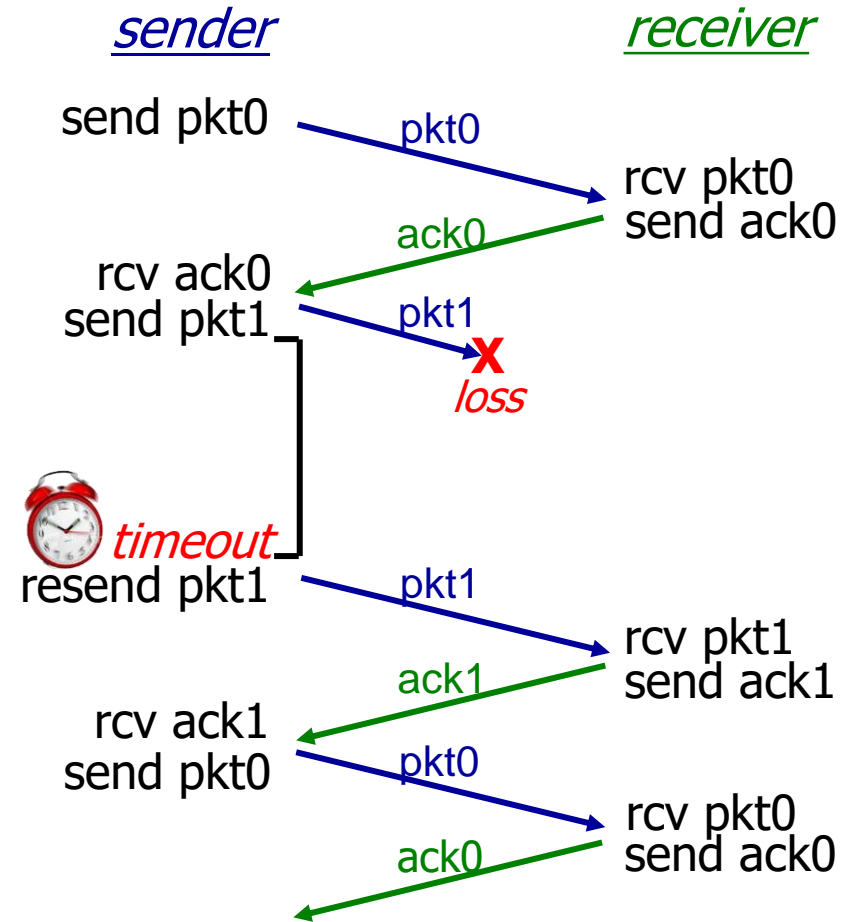 sender
receiver
send pkt0
pkt0
rcv pkt0
send ack0
ack0
rcv ack0
send pkt1
pkt1
X
loss
timeout
resend pkt1
pkt1
rcv pkt1
send ack1
ack1
rcv ack1
send pkt0
pkt0
rcv pkt0
send ack0
ack0